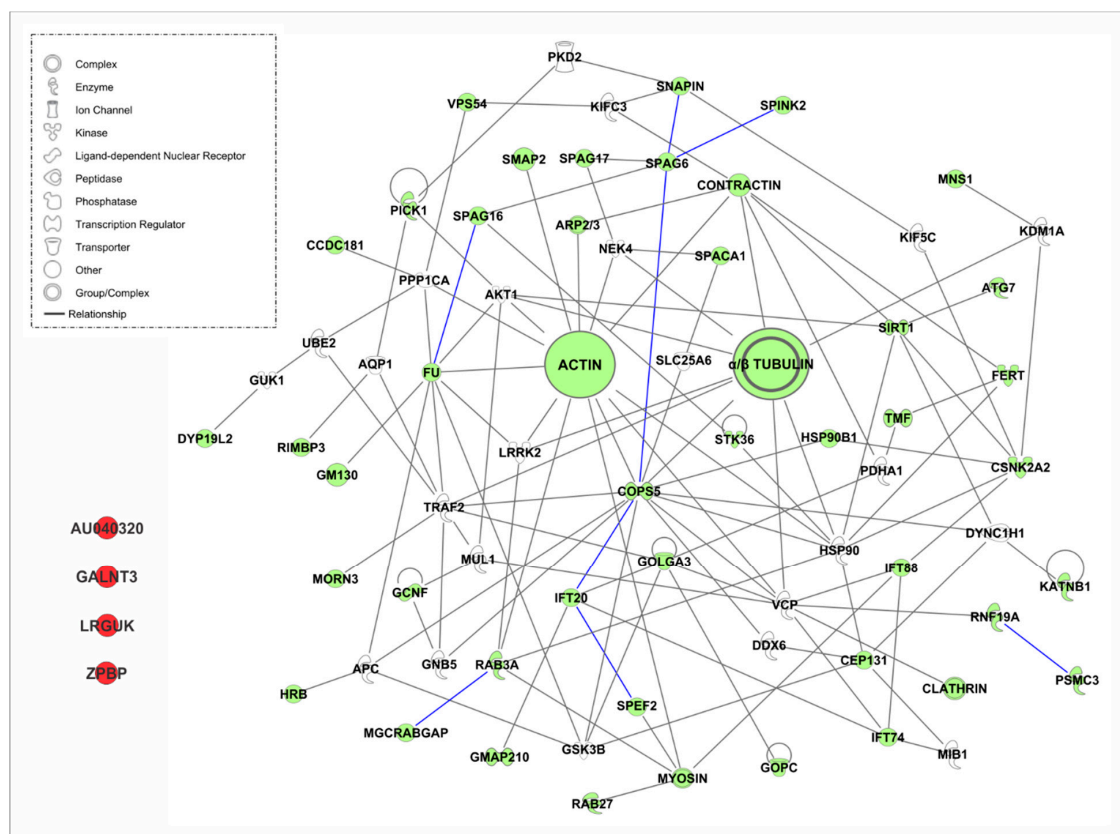 Complex
Enzyme
Ion Channel
Kinase
Ligand-dependent Nuclear Receptor
Peptidase
Phosphatase
Transcription Regulator
Transporter
Other
Group/Complex
Relationship
PKD2
SNAPIN
SPINK2
VPS54
KIFC3
SMAP2
SPAG17
SPAG6
CONTRACTIN
MNS1
PICK1
SPAG16
ARP2/3
NEK4
SPACA1
KIF5C
KDM1A
CCDC181
PPP1CA
AKT1
ATG7
SIRT1
UBE2
AQP1
FU
ACTIN
SLC25A6
α/β TUBULIN
FERT
GUK1
DYP19L2
RIMBP3
GM130
LRRK2
STK36
HSP90B1
TMF
PDHA1
CSNK2A2
COPS5
TRAF2
DYNC1H1
AU040320
MUL1
HSP90
GALNT3
MORN3
GCNF
GOLGA3
IFT88
KATNB1
IFT20
VCP
RNF19A
LRGUK
APC
GNB5
RAB3A
DDX6
CEP131
ZPBP
HRB
CLATHRIN
PSMC3
MGCRABGAP
SPEF2
GMAP210
GSK3B
IFT74
MIB1
MYOSIN
GOPC
RAB27